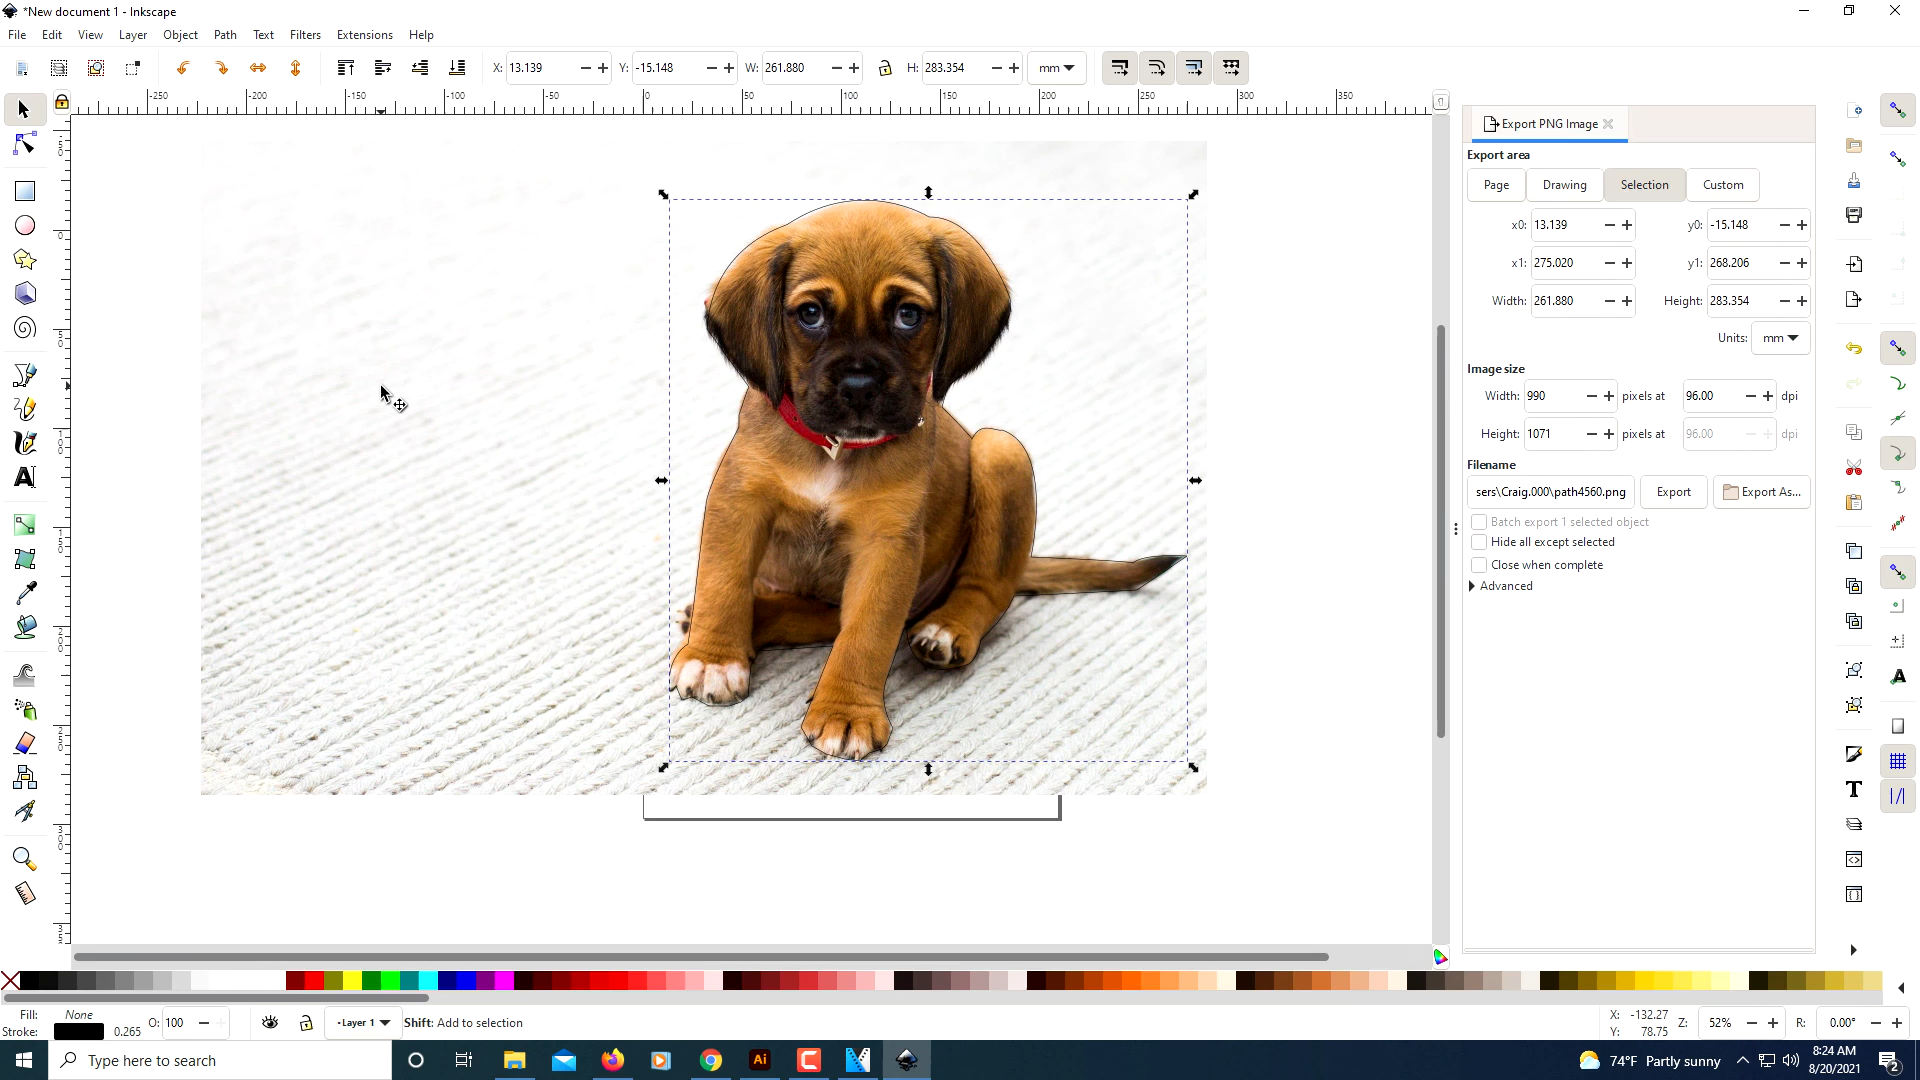 *New document 1 - Inkscape
File Edit View Layer Object Path Text Filters Extensions Help
X: 13.139 Y: -15.148 W: 261.880 H: 283.354 mm
-250 -200 -150 -100 -50 0 50 100 150 200 250 300 350
Export PNG Image
Export area
Page Drawing Selection Custom
x0: 13.139 y0: -15.148
x1: 275.020 y1: 268.206
Width: 261.880 Height: 283.354
Units: mm
Image size
Width: 990 pixels at 96.00 dpi
Height: 1071 pixels at 96.00 dpi
Filename
sers\Craig.000\path4560.png Export Export As...
Batch export 1 selected object
Hide all except selected
Close when complete
Advanced
Fill: None
Stroke: 0.265 O: 100 Layer 1 Shift: Add to selection
X: -132.27
Y: 78.75
Z: 52% R: 0.00°
Type here to search
Ai
74°F Partly sunny
8:24 AM
8/20/2021
2